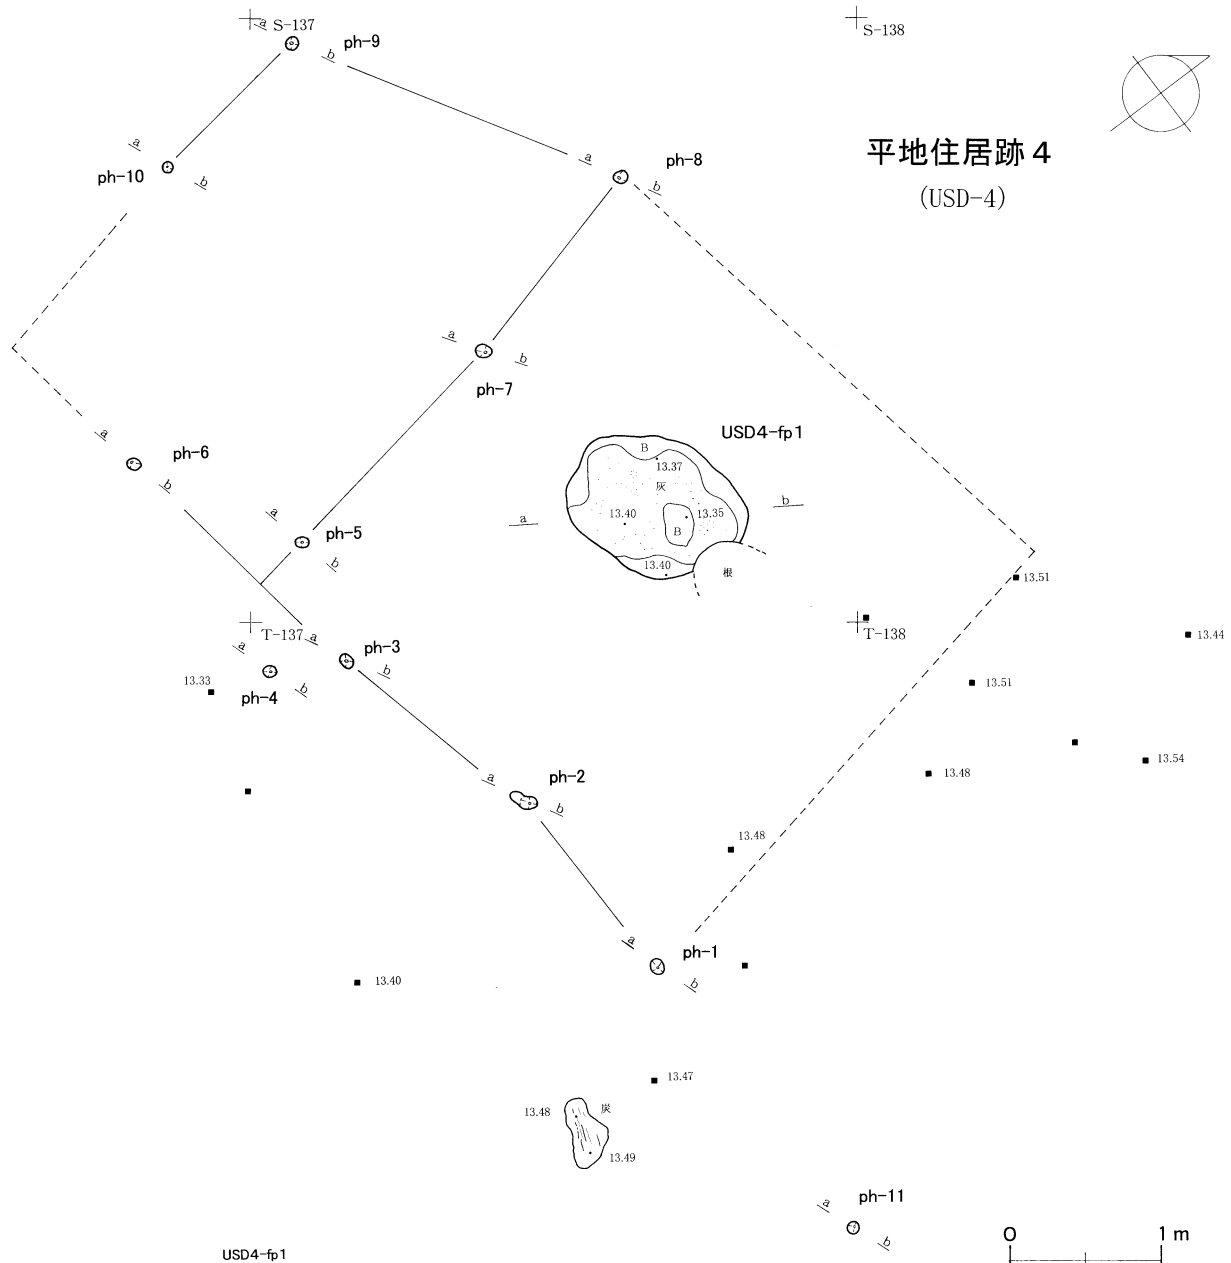 a S-137
S-138
ph-9
b
平地住居跡4
(USD-4)
a
ph-8
b
a
ph-10
b
a
b
ph-7
a
ph-6
b
USD4-fp1
B
13.37
灰
13.40
13.35
B
a
b
13.40
根
a
ph-5
b
13.51
T-137
T-138
13.44
a
ph-3
b
a
13.33
ph-4
b
13.51
13.54
13.48
a
ph-2
b
13.48
a
ph-1
b
13.40
13.47
13.48
炭
13.49
a
ph-11
b
0 1 m
USD4-fp1